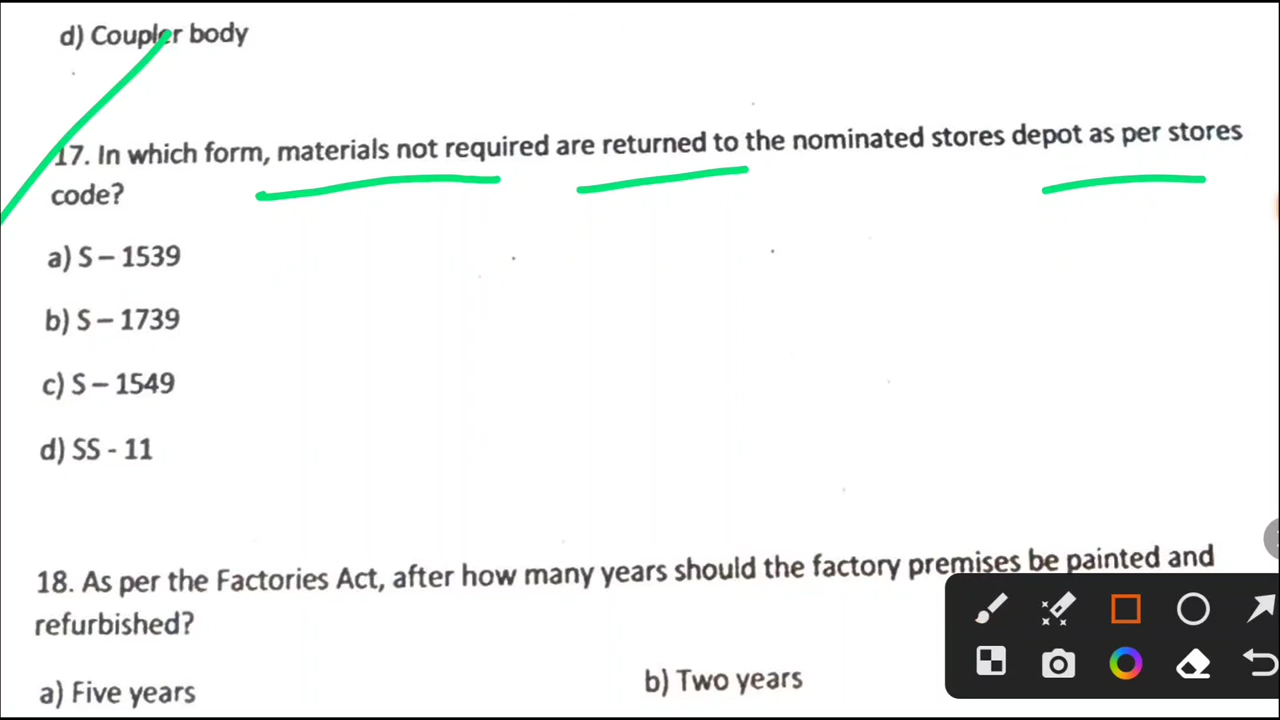 d) Coupler body
17. In which form, materials not required are returned to the nominated stores depot as per stores
code?
a) S – 1539
b) S – 1739
c) S – 1549
d) SS - 11
18. As per the Factories Act, after how many years should the factory premises be painted and
refurbished?
a) Five years
b) Two years